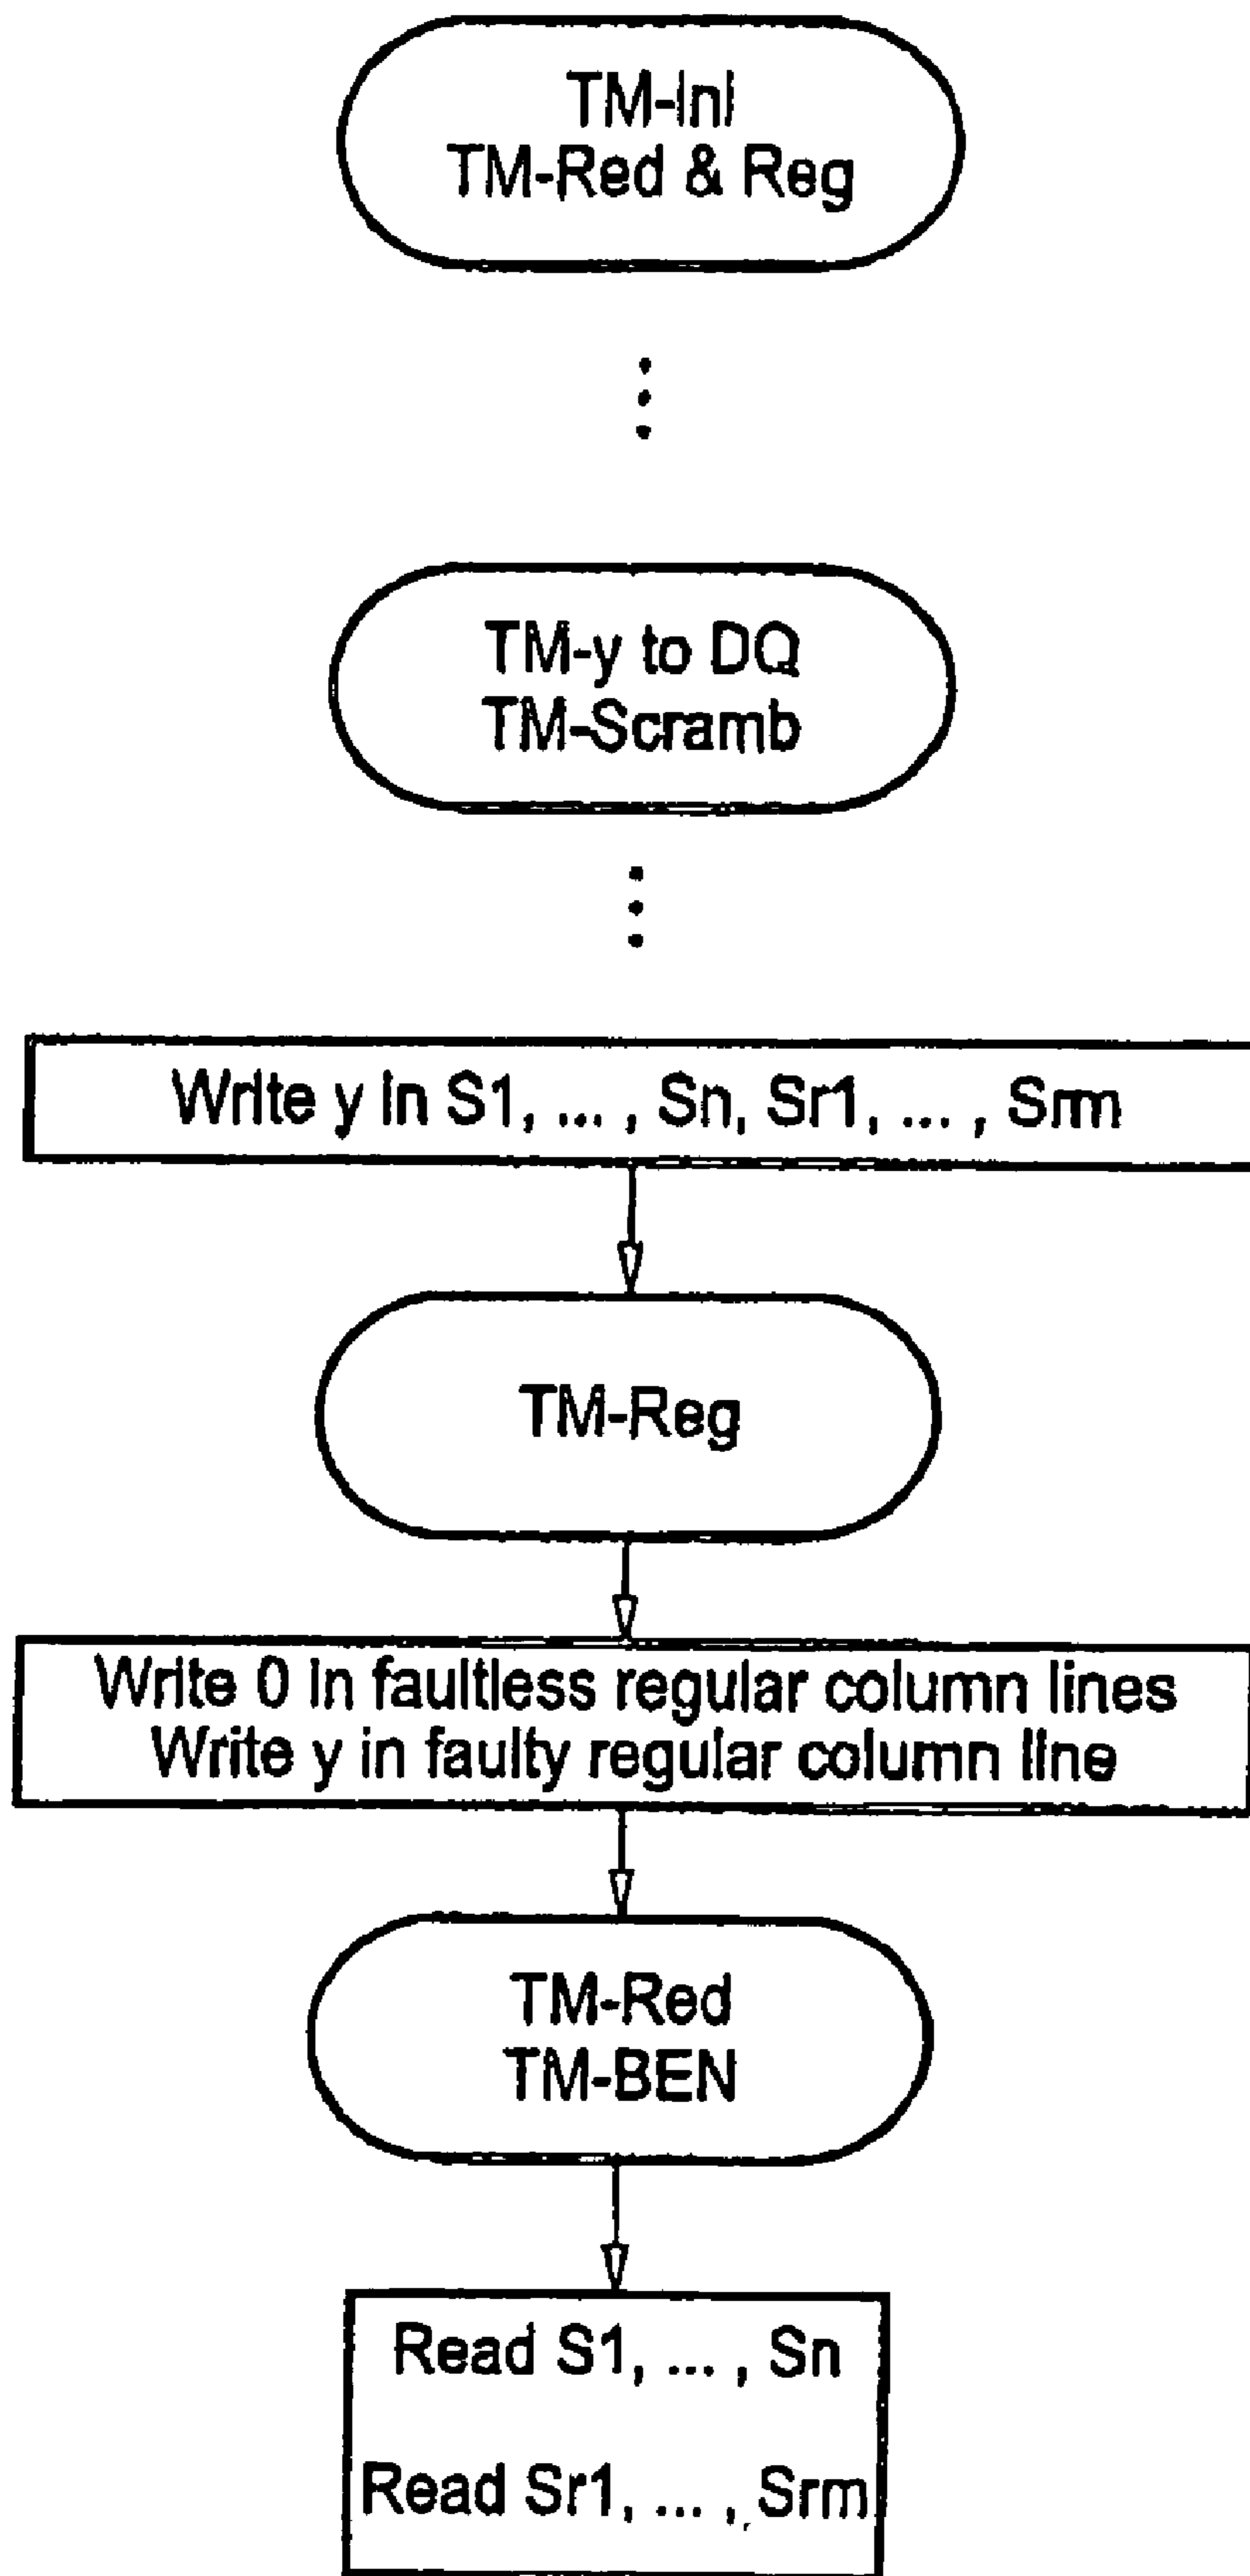 TM-Ini
TM-Red & Reg
TM-y to DQ
TM-Scramb
Write y in S1, ... , Sn, Sr1, ... , Srm
TM-Reg
Write 0 in faultless regular column lines
Write y in faulty regular column line
TM-Red
TM-BEN
Read S1, ... , Sn
Read Sr1, ... , Srm